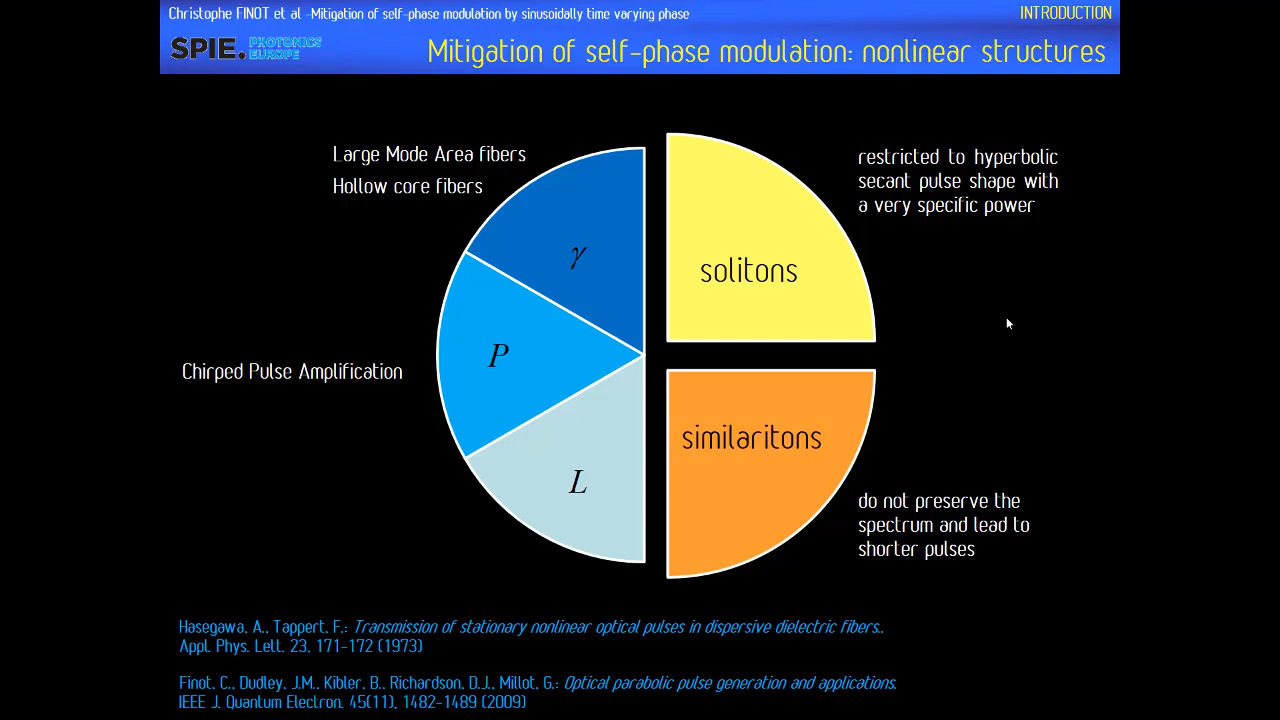 Christophe FINOT et al -Mitigation of self-phase modulation by sinusoidally time varying phase
INTRODUCTION
SPIE. PHOTONICS
EUROPE
Mitigation of self-phase modulation: nonlinear structures
Large Mode Area fibers
Hollow core fibers
γ
solitons
restricted to hyperbolic
secant pulse shape with
a very specific power
P
Chirped Pulse Amplification
L
similaritons
do not preserve the
spectrum and lead to
shorter pulses
Hasegawa, A., Tappert, F.: Transmission of stationary nonlinear optical pulses in dispersive dielectric fibers..
Appl. Phys. Lett. 23, 171-172 (1973)
Finot, C., Dudley, J.M., Kibler, B., Richardson, D.J., Millot, G.: Optical parabolic pulse generation and applications.
IEEE J. Quantum Electron. 45(11), 1482-1489 (2009)